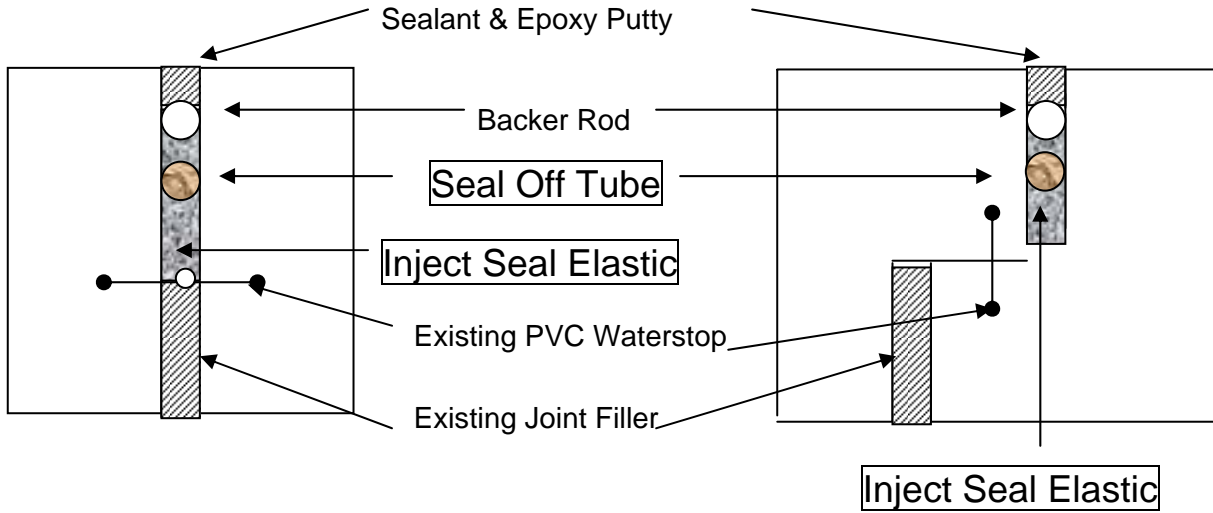 Sealant & Epoxy Putty
Backer Rod
Seal Off Tube
Inject Seal Elastic
Existing PVC Waterstop
Existing Joint Filler
Inject Seal Elastic